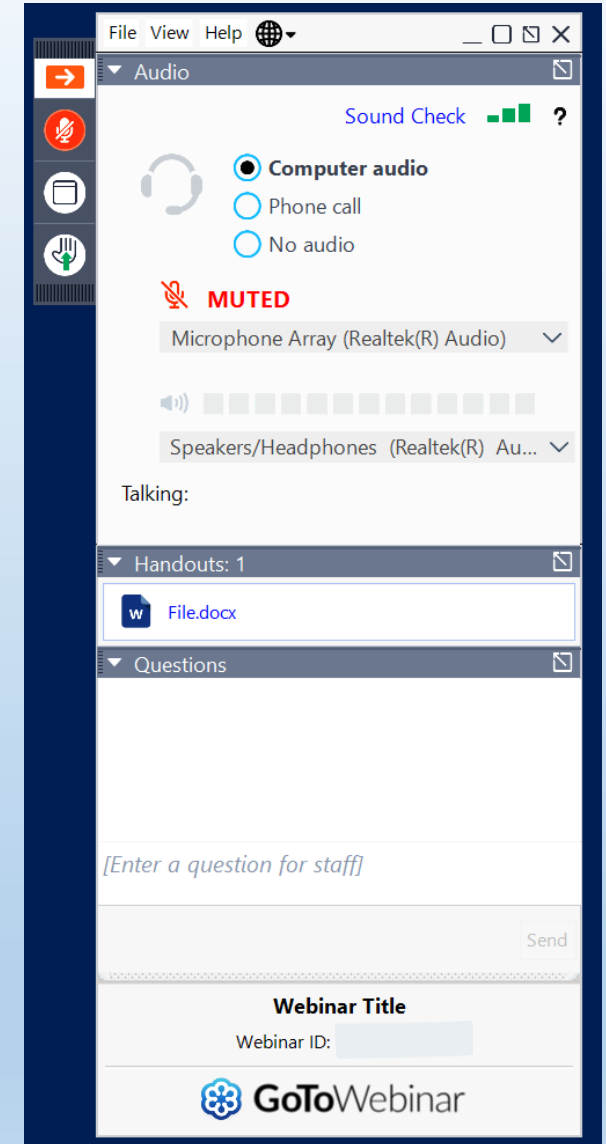 File View Help
Audio
Sound Check ?
Computer audio
Phone call
No audio
MUTED
Microphone Array (Realtek(R) Audio)
Speakers/Headphones (Realtek(R) Au...
Talking:
Handouts: 1
W File.docx
Questions
[Enter a question for staff]
Send
Webinar Title
Webinar ID:
GoToWebinar